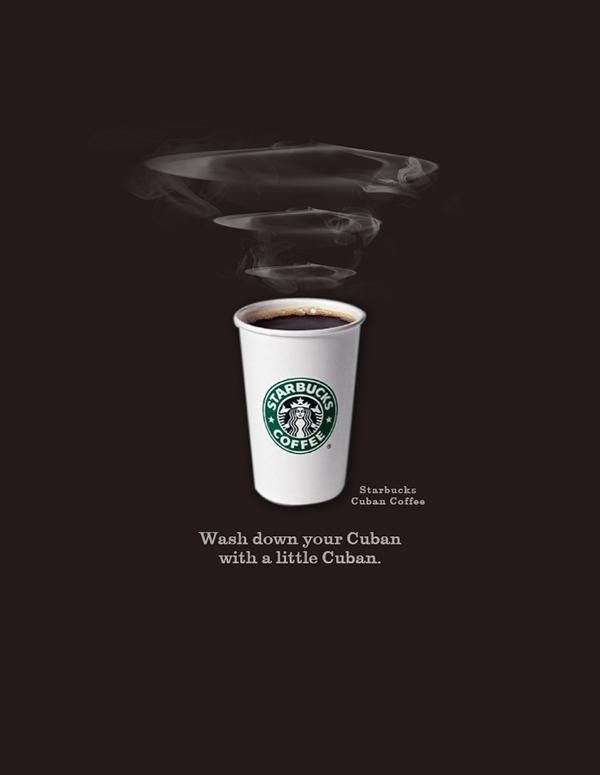 STARBUCKS
COFFEE
®
Starbucks
Cuban Coffee
Wash down your Cuban
with a little Cuban.